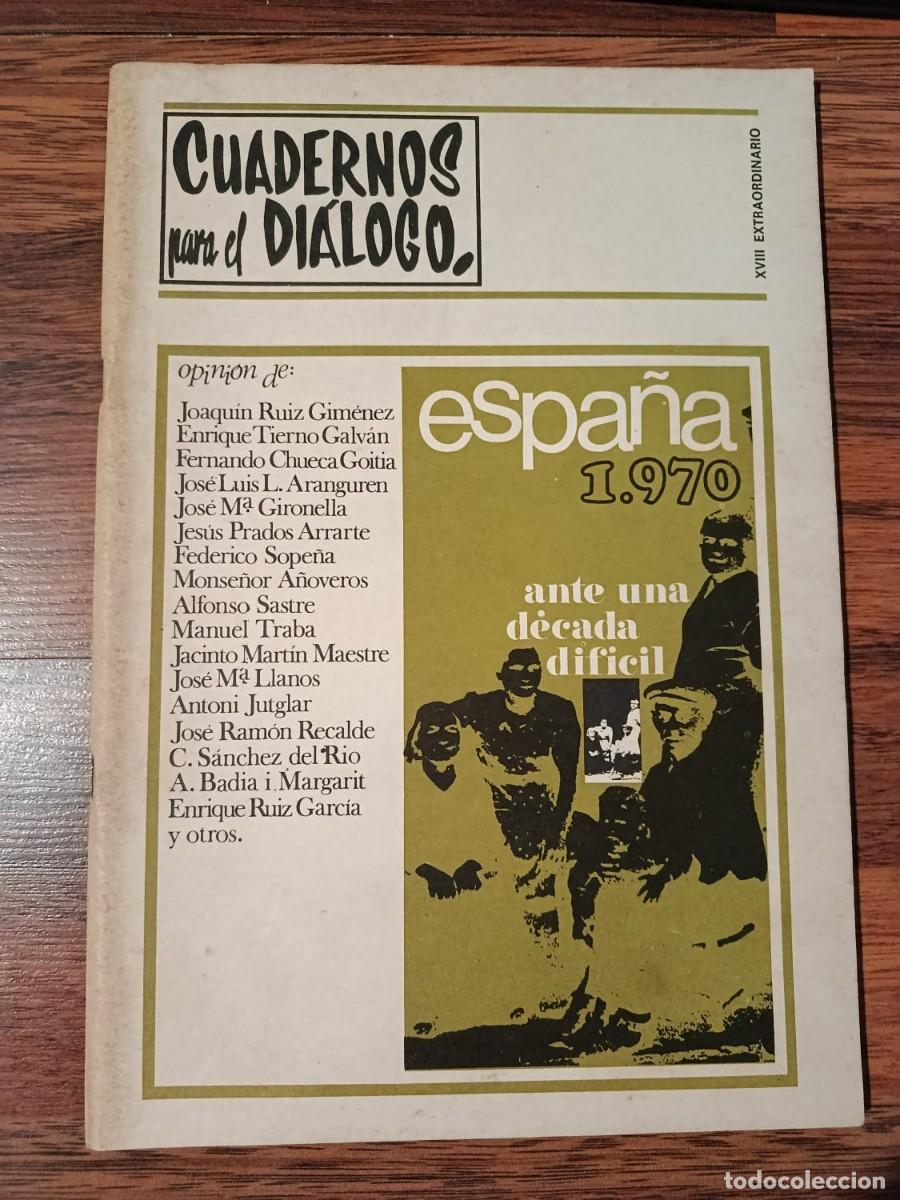 CUADERNOS
para el DIÁLOGO.
XVIII EXTRAORDINARIO
opinión de:
Joaquín Ruiz Giménez
Enrique Tierno Galván
Fernando Chueca Goitia
José Luis L. Aranguren
José Mª Gironella
Jesús Prados Arrarte
Federico Sopeña
Monseñor Añoveros
Alfonso Sastre
Manuel Traba
Jacinto Martín Maestre
José Mª Llanos
Antoni Jutglar
José Ramón Recalde
C. Sánchez del Rio
A. Badia i Margarit
Enrique Ruiz García
y otros.
españa
1.970
ante una
década
dificil
todocoleccion